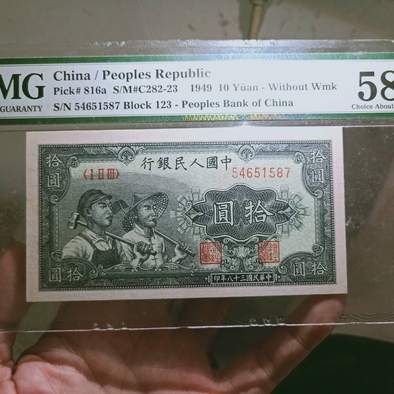 MG
GUARANTY
China / Peoples Republic
Pick# 816a S/M#C282-23 1949 10 Yüan - Without Wmk
S/N 54651587 Block 123 - Peoples Bank of China
58
Choice About
行銀民人國中
〈I II III〉
54651587
拾圓
圓拾
拾圓
拾圓
拾圓
印年八十三國民華中